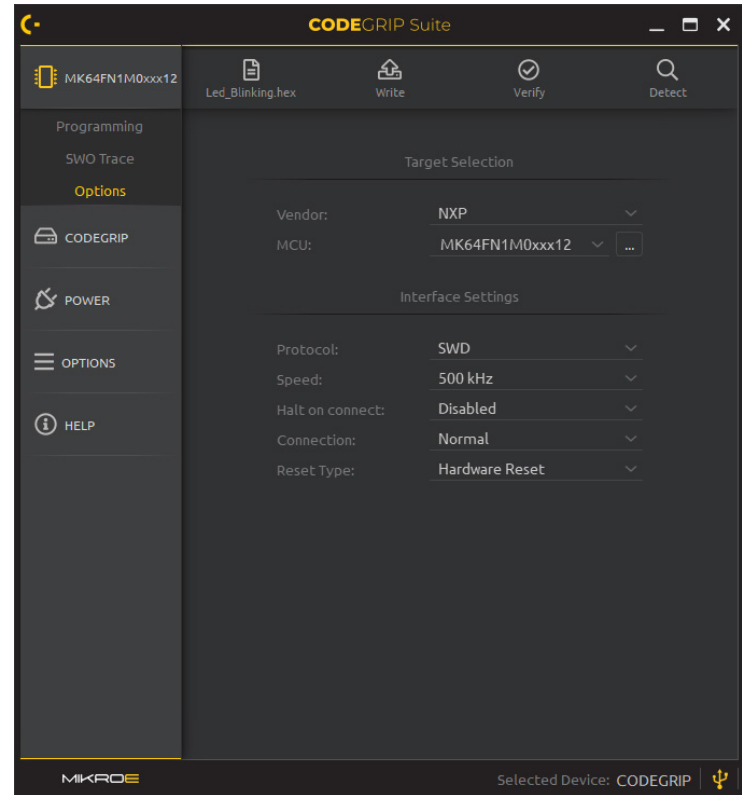 CODEGRIP Suite
MK64FN1M0xxx12
Led_Blinking.hex
Write
Verify
Detect
Programming
SWO Trace
Options
CODEGRIP
POWER
OPTIONS
HELP
Target Selection
Vendor: NXP
MCU: MK64FN1M0xxx12 ...
Interface Settings
Protocol: SWD
Speed: 500 kHz
Halt on connect: Disabled
Connection: Normal
Reset Type: Hardware Reset
MIKROE
Selected Device: CODEGRIP